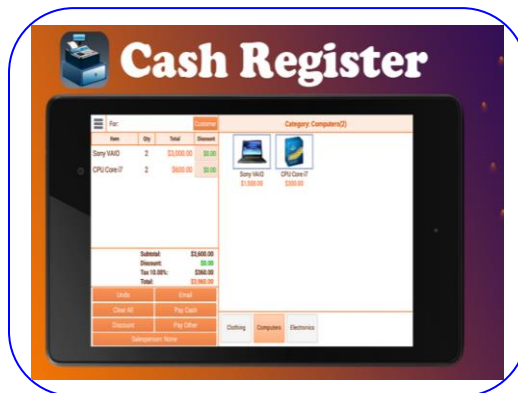 Cash Register
For:
Customer
Category: Computers(2)
Item Qty Total Discount
Sony VAIO 2 $3,000.00 $0.00
CPU Core i7 2 $600.00 $0.00
Sony VAIO
$1,500.00
CPU Core i7
$300.00
Subtotal: $3,600.00
Discount: $0.00
Tax 10.00%: $360.00
Total: $3,960.00
Undo Email
Clear All Pay Cash
Discount Pay Other
Salesperson: None
Clothing Computers Electronics